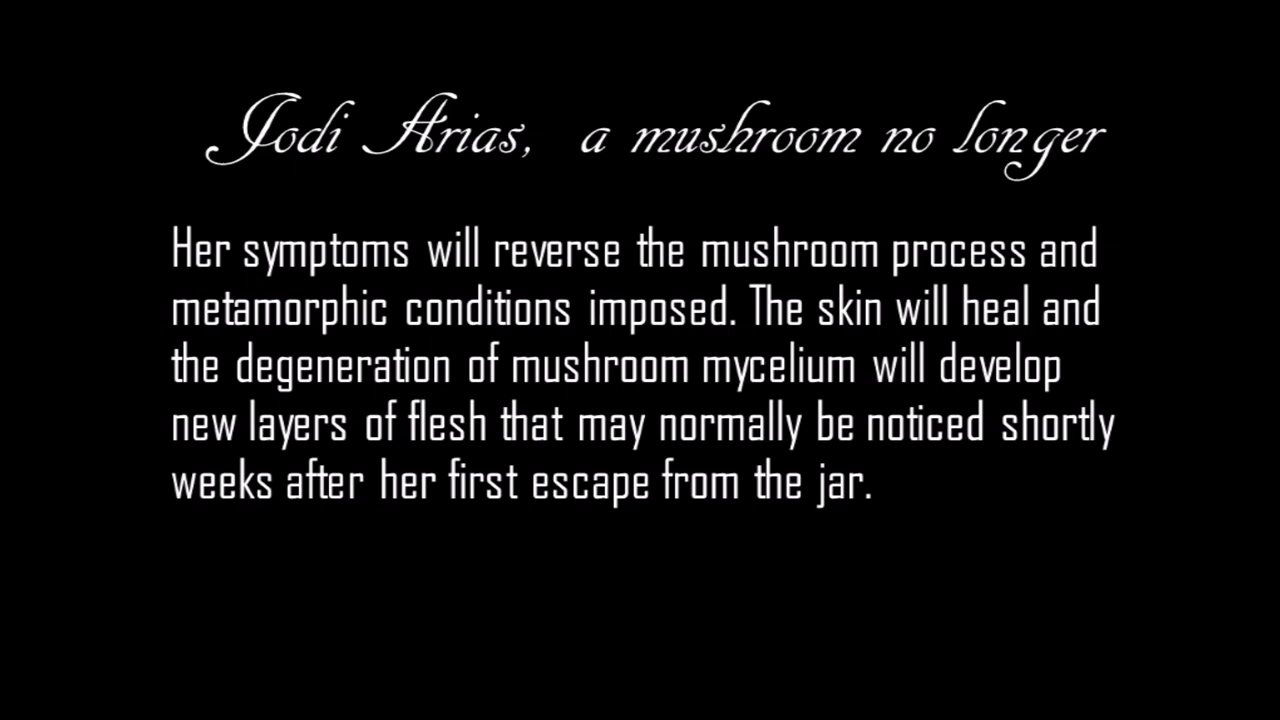 Jodi Arias, a mushroom no longer
Her symptoms will reverse the mushroom process and
metamorphic conditions imposed. The skin will heal and
the degeneration of mushroom mycelium will develop
new layers of flesh that may normally be noticed shortly
weeks after her first escape from the jar.